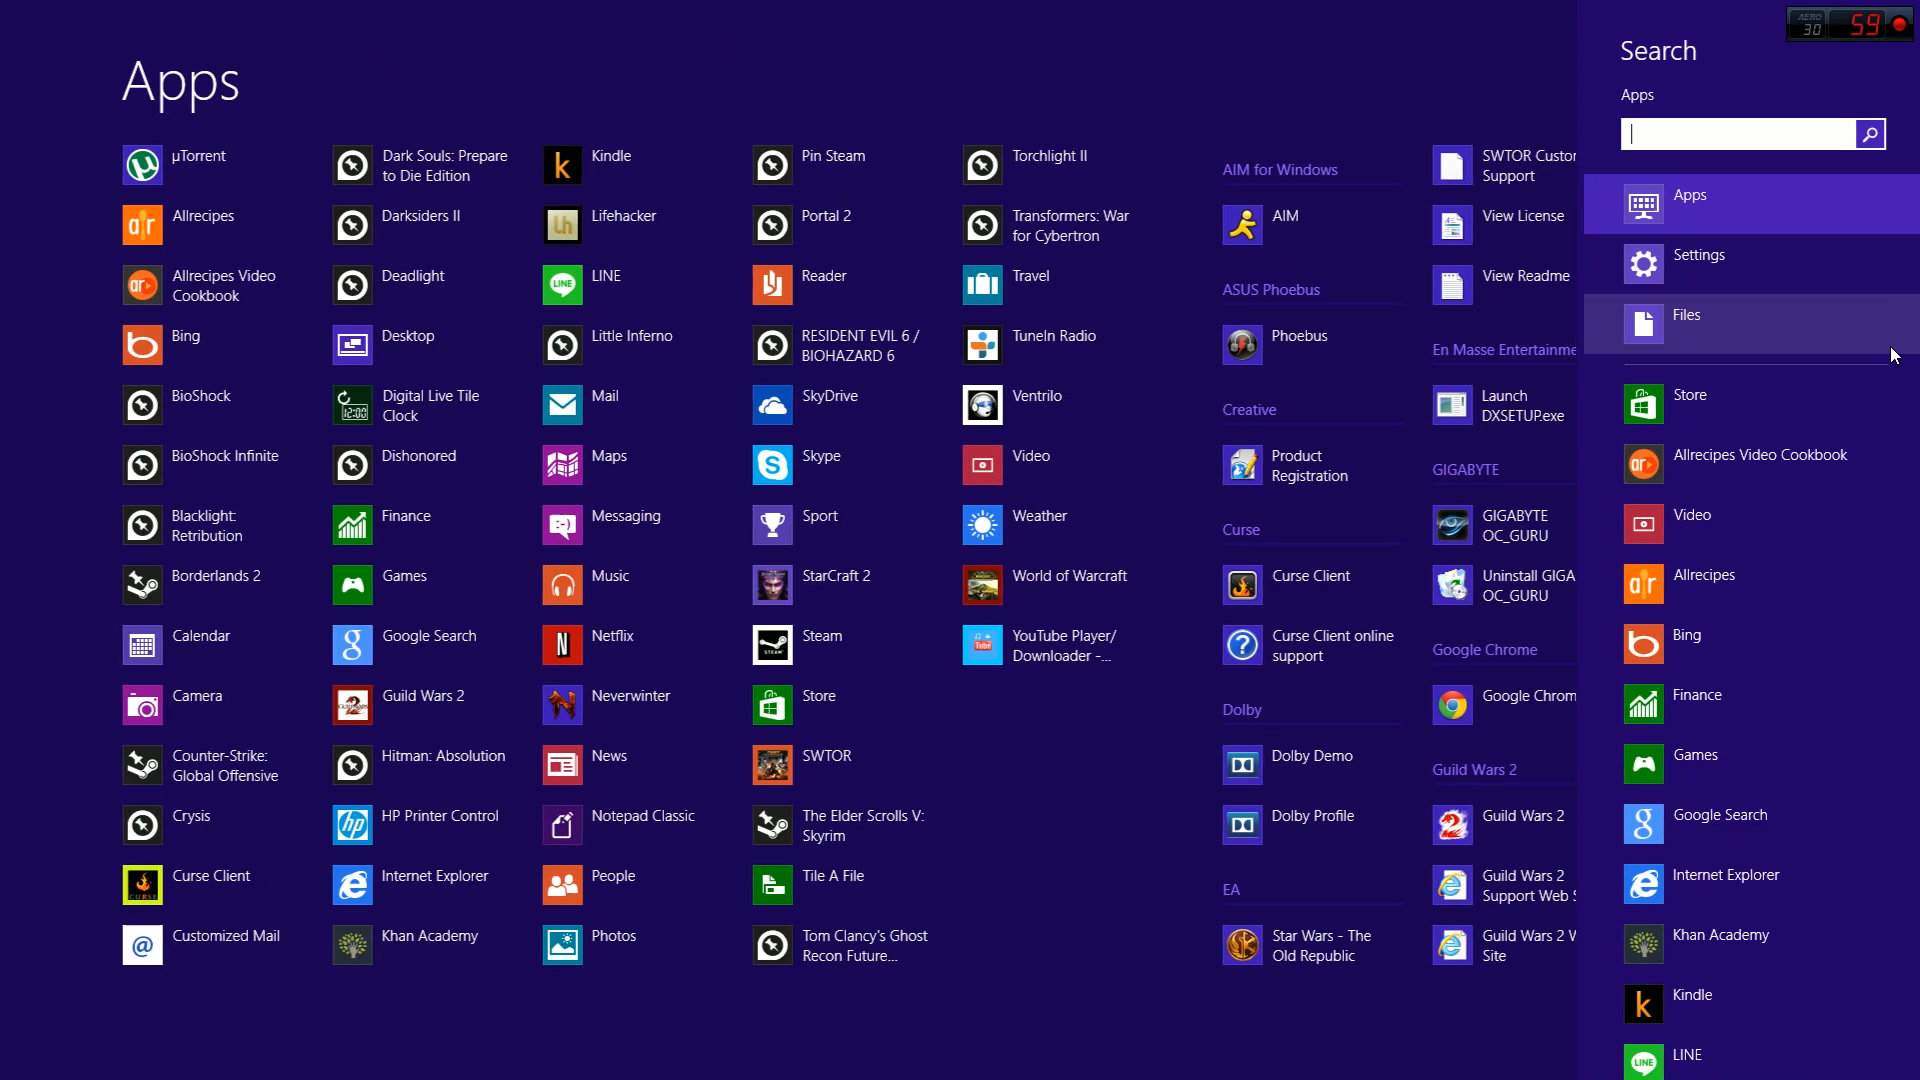 AERO
30
59
Search
Apps
Apps
µTorrent
Allrecipes
Allrecipes Video
Cookbook
Bing
BioShock
BioShock Infinite
Blacklight:
Retribution
Borderlands 2
Calendar
Camera
Counter-Strike:
Global Offensive
Crysis
Curse Client
Customized Mail
Dark Souls: Prepare
to Die Edition
Darksiders II
Deadlight
Desktop
Digital Live Tile
Clock
Dishonored
Finance
Games
Google Search
Guild Wars 2
Hitman: Absolution
HP Printer Control
Internet Explorer
Khan Academy
Kindle
Lifehacker
LINE
Little Inferno
Mail
Maps
Messaging
Music
Netflix
Neverwinter
News
Notepad Classic
People
Photos
Pin Steam
Portal 2
Reader
RESIDENT EVIL 6 /
BIOHAZARD 6
SkyDrive
Skype
Sport
StarCraft 2
Steam
Store
SWTOR
The Elder Scrolls V:
Skyrim
Tile A File
Tom Clancy's Ghost
Recon Future...
Torchlight II
Transformers: War
for Cybertron
Travel
TuneIn Radio
Ventrilo
Video
Weather
World of Warcraft
YouTube Player/
Downloader -...
AIM for Windows
AIM
ASUS Phoebus
Phoebus
Creative
Product
Registration
Curse
Curse Client
Curse Client online
support
Dolby
Dolby Demo
Dolby Profile
EA
Star Wars - The
Old Republic
SWTOR Custor
Support
View License
View Readme
En Masse Entertainme
Launch
DXSETUP.exe
GIGABYTE
GIGABYTE
OC_GURU
Uninstall GIGA
OC_GURU
Google Chrome
Google Chrom
Guild Wars 2
Guild Wars 2
Guild Wars 2
Support Web S
Guild Wars 2 W
Site
Apps
Settings
Files
Store
Allrecipes Video Cookbook
Video
Allrecipes
Bing
Finance
Games
Google Search
Internet Explorer
Khan Academy
Kindle
LINE